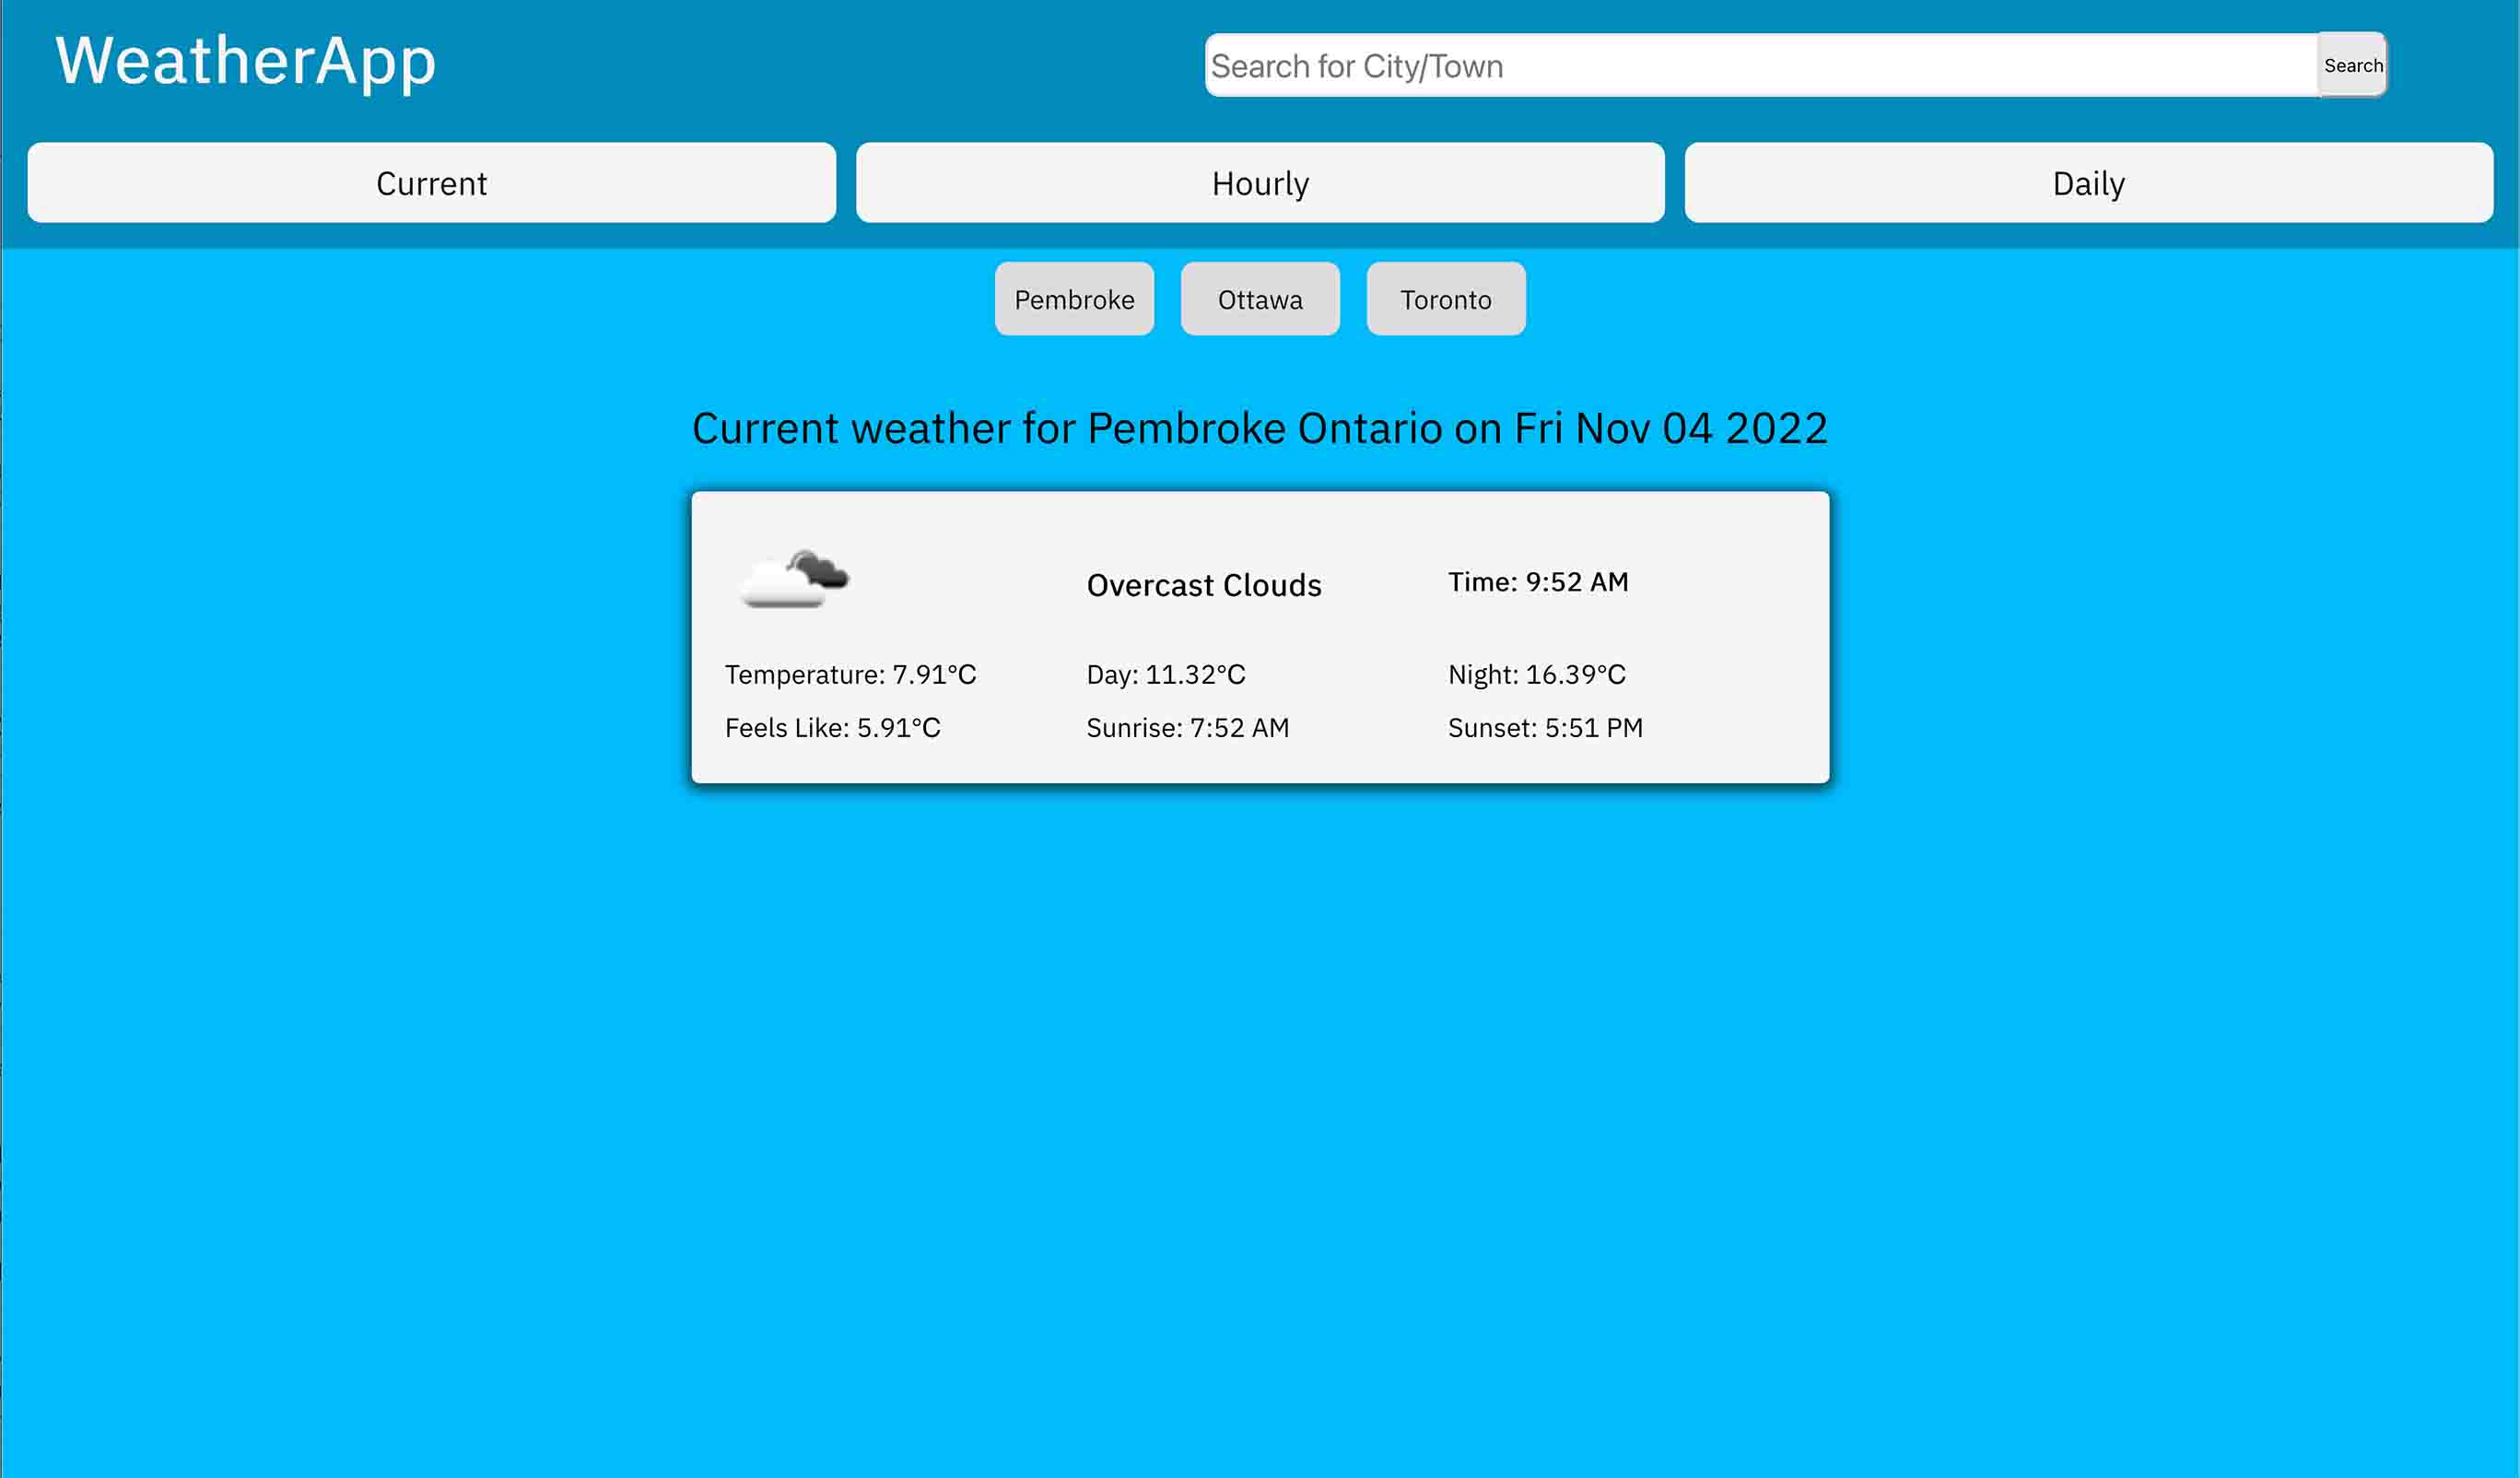 WeatherApp
Search for City/Town
Search
Current
Hourly
Daily
Pembroke
Ottawa
Toronto
Current weather for Pembroke Ontario on Fri Nov 04 2022
Overcast Clouds
Time: 9:52 AM
Temperature: 7.91°C
Day: 11.32°C
Night: 16.39°C
Feels Like: 5.91°C
Sunrise: 7:52 AM
Sunset: 5:51 PM